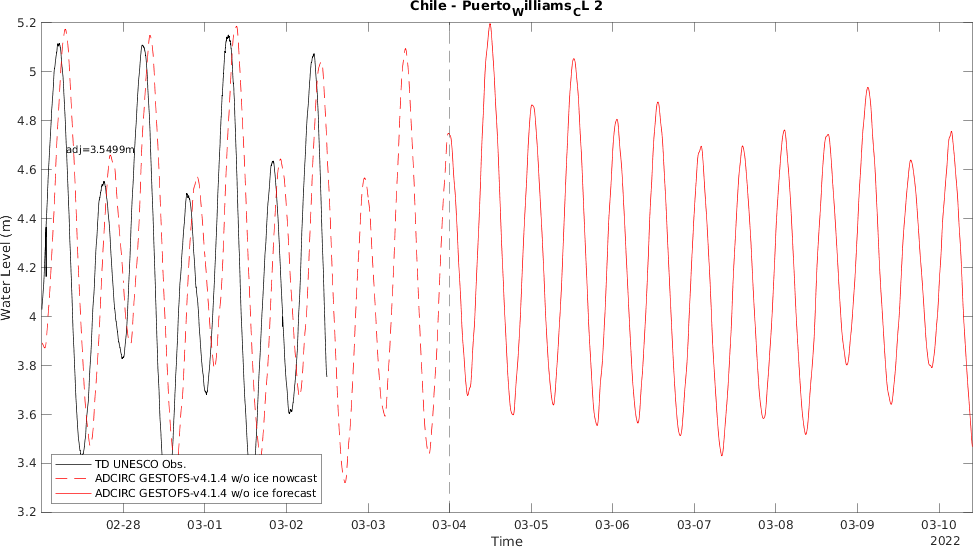 Chile - Puerto_Williams_CL 2
Water Level (m)
5.2
5
4.8
4.6
4.4
4.2
4
3.8
3.6
3.4
3.2
adj=3.5499m
TD UNESCO Obs.
ADCIRC GESTOFS-v4.1.4 w/o ice nowcast
ADCIRC GESTOFS-v4.1.4 w/o ice forecast
02-28 03-01 03-02 03-03 03-04 03-05 03-06 03-07 03-08 03-09 03-10
Time
2022